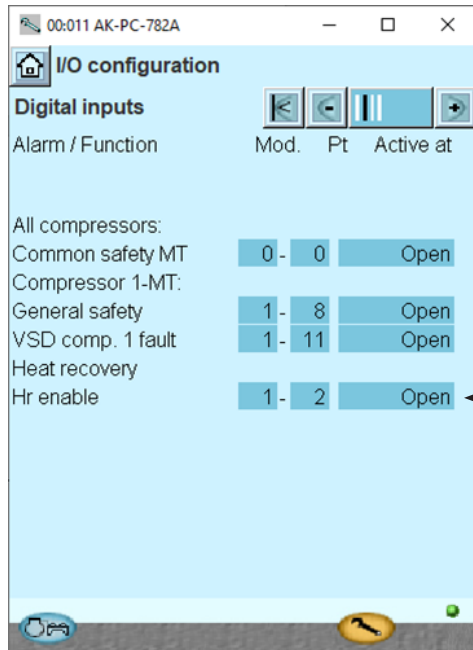 00:011 AK-PC-782A
I/O configuration
Digital inputs
Alarm / Function Mod. Pt Active at
All compressors:
Common safety MT 0 - 0 Open
Compressor 1-MT:
General safety 1 - 8 Open
VSD comp. 1 fault 1 - 11 Open
Heat recovery
Hr enable 1 - 2 Open